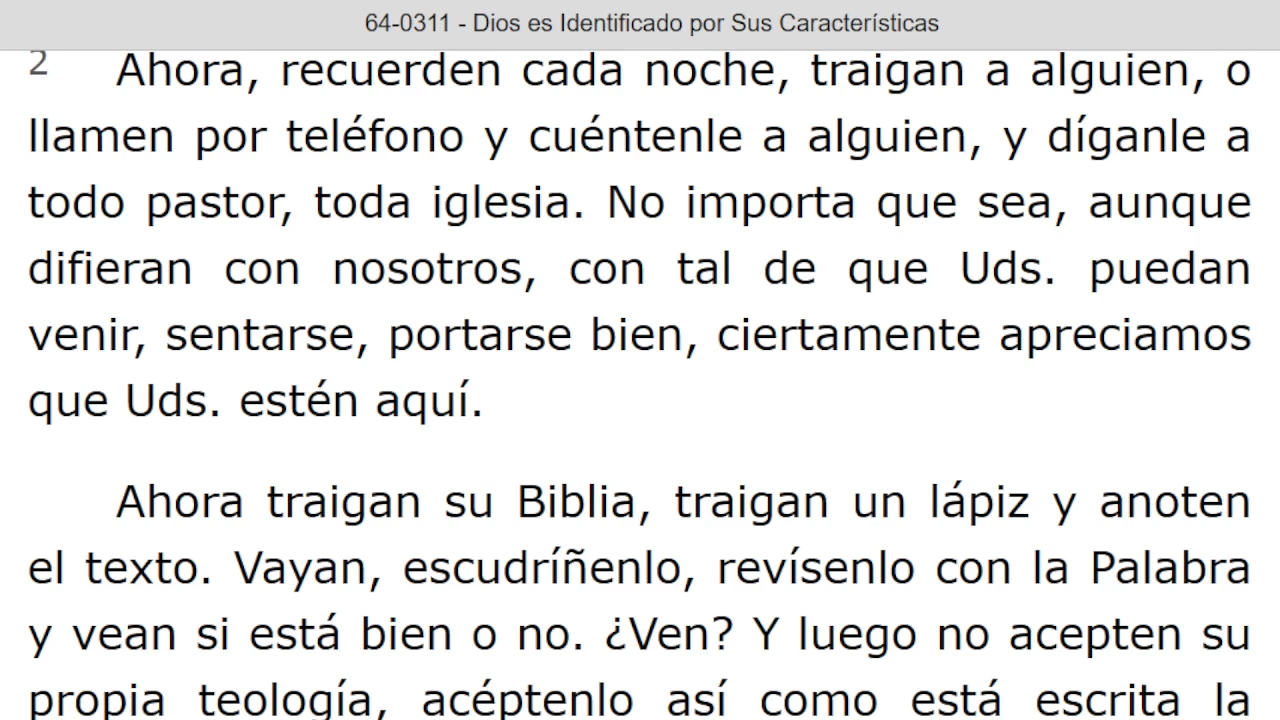 64-0311 - Dios es Identificado por Sus Características
2 Ahora, recuerden cada noche, traigan a alguien, o
llamen por teléfono y cuéntenle a alguien, y díganle a
todo pastor, toda iglesia. No importa que sea, aunque
difieran con nosotros, con tal de que Uds. puedan
venir, sentarse, portarse bien, ciertamente apreciamos
que Uds. estén aquí.
Ahora traigan su Biblia, traigan un lápiz y anoten
el texto. Vayan, escudríñenlo, revísenlo con la Palabra
y vean si está bien o no. ¿Ven? Y luego no acepten su
propia teología, acéptenlo así como está escrita la